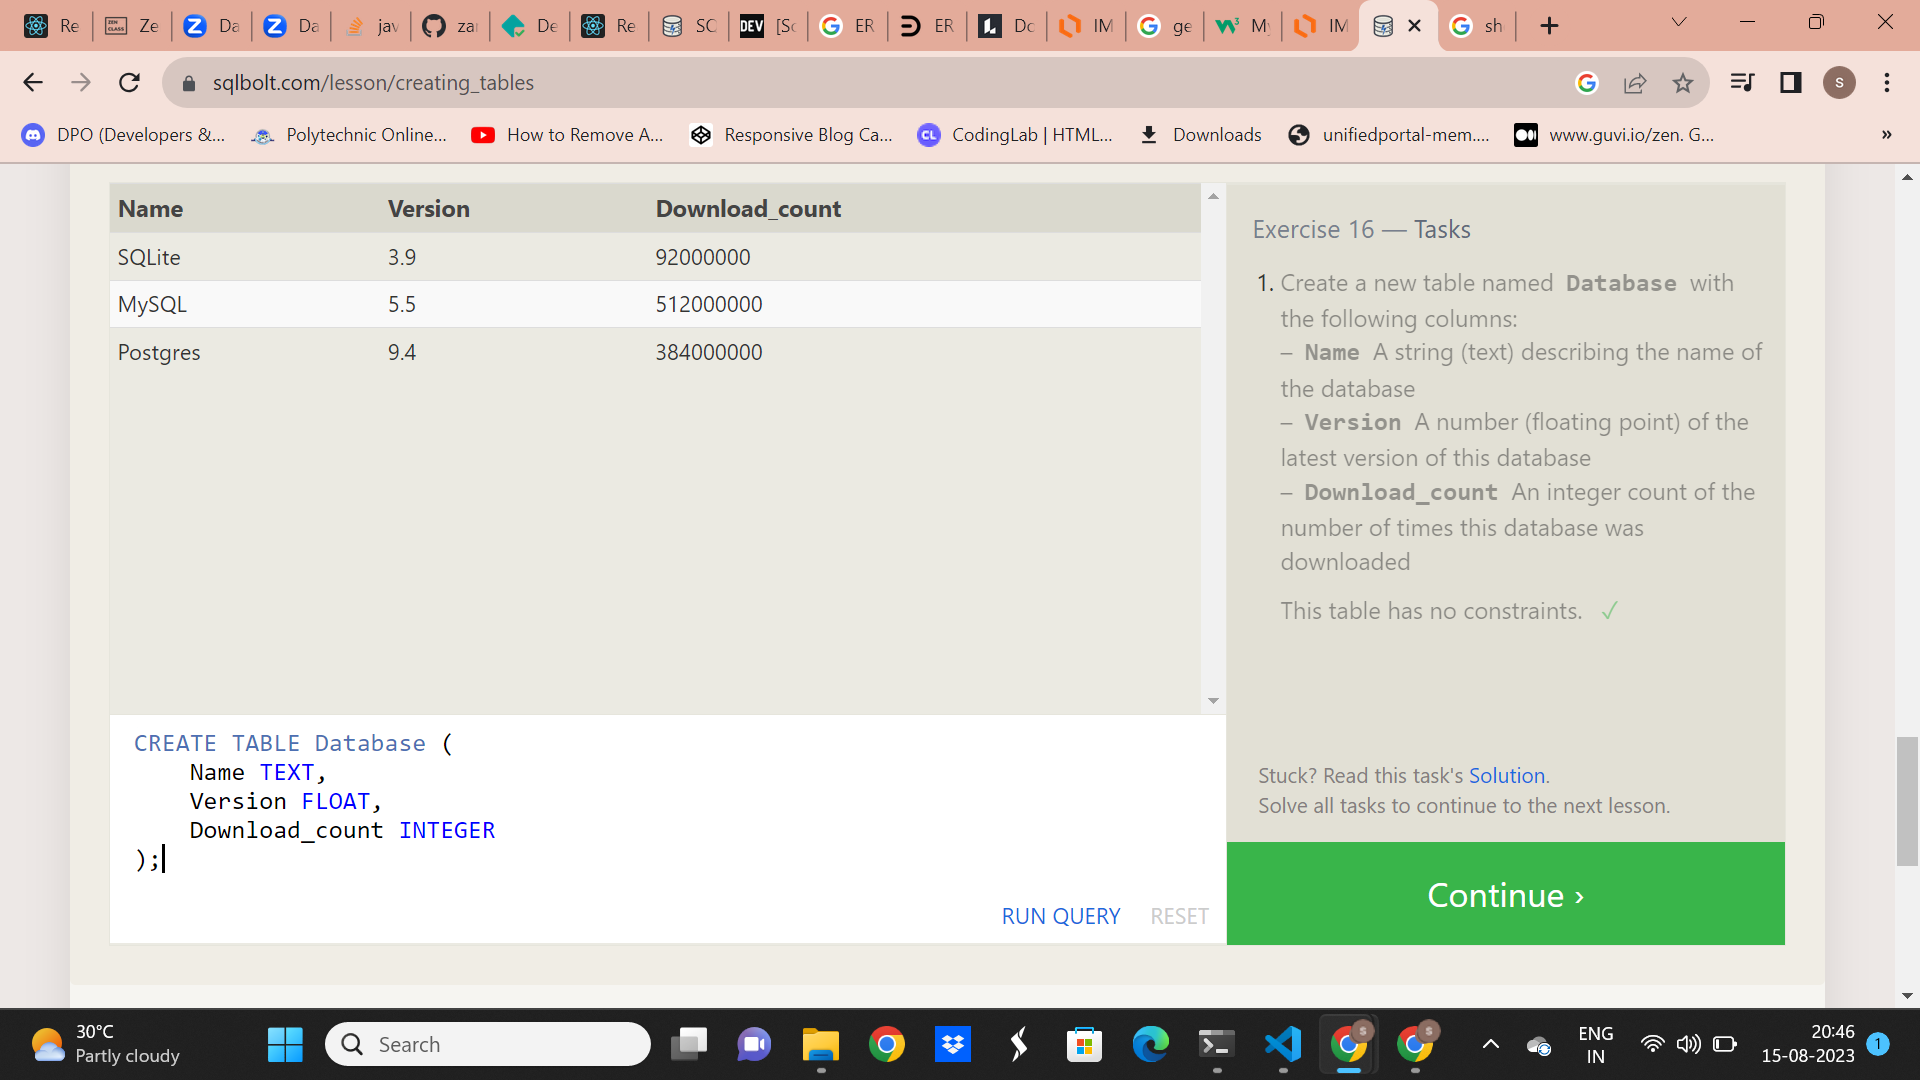 Re
Ze
Da
Da
jav
zai
De
Re
SC
[So
ER
ER
Do
IM
ge
My
IM
sh
sqlbolt.com/lesson/creating_tables
S
DPO (Developers &...
Polytechnic Online...
How to Remove A...
Responsive Blog Ca...
CodingLab | HTML...
Downloads
unifiedportal-mem....
www.guvi.io/zen. G...
»
Name Version Download_count
SQLite 3.9 92000000
MySQL 5.5 512000000
Postgres 9.4 384000000
Exercise 16 — Tasks
1. Create a new table named Database with
the following columns:
– Name A string (text) describing the name of
the database
– Version A number (floating point) of the
latest version of this database
– Download_count An integer count of the
number of times this database was
downloaded
This table has no constraints. ✓
CREATE TABLE Database (
Name TEXT,
Version FLOAT,
Download_count INTEGER
);
RUN QUERY RESET
Stuck? Read this task's Solution.
Solve all tasks to continue to the next lesson.
Continue ›
30°C
Partly cloudy
Search
ENG
IN
20:46
15-08-2023
1